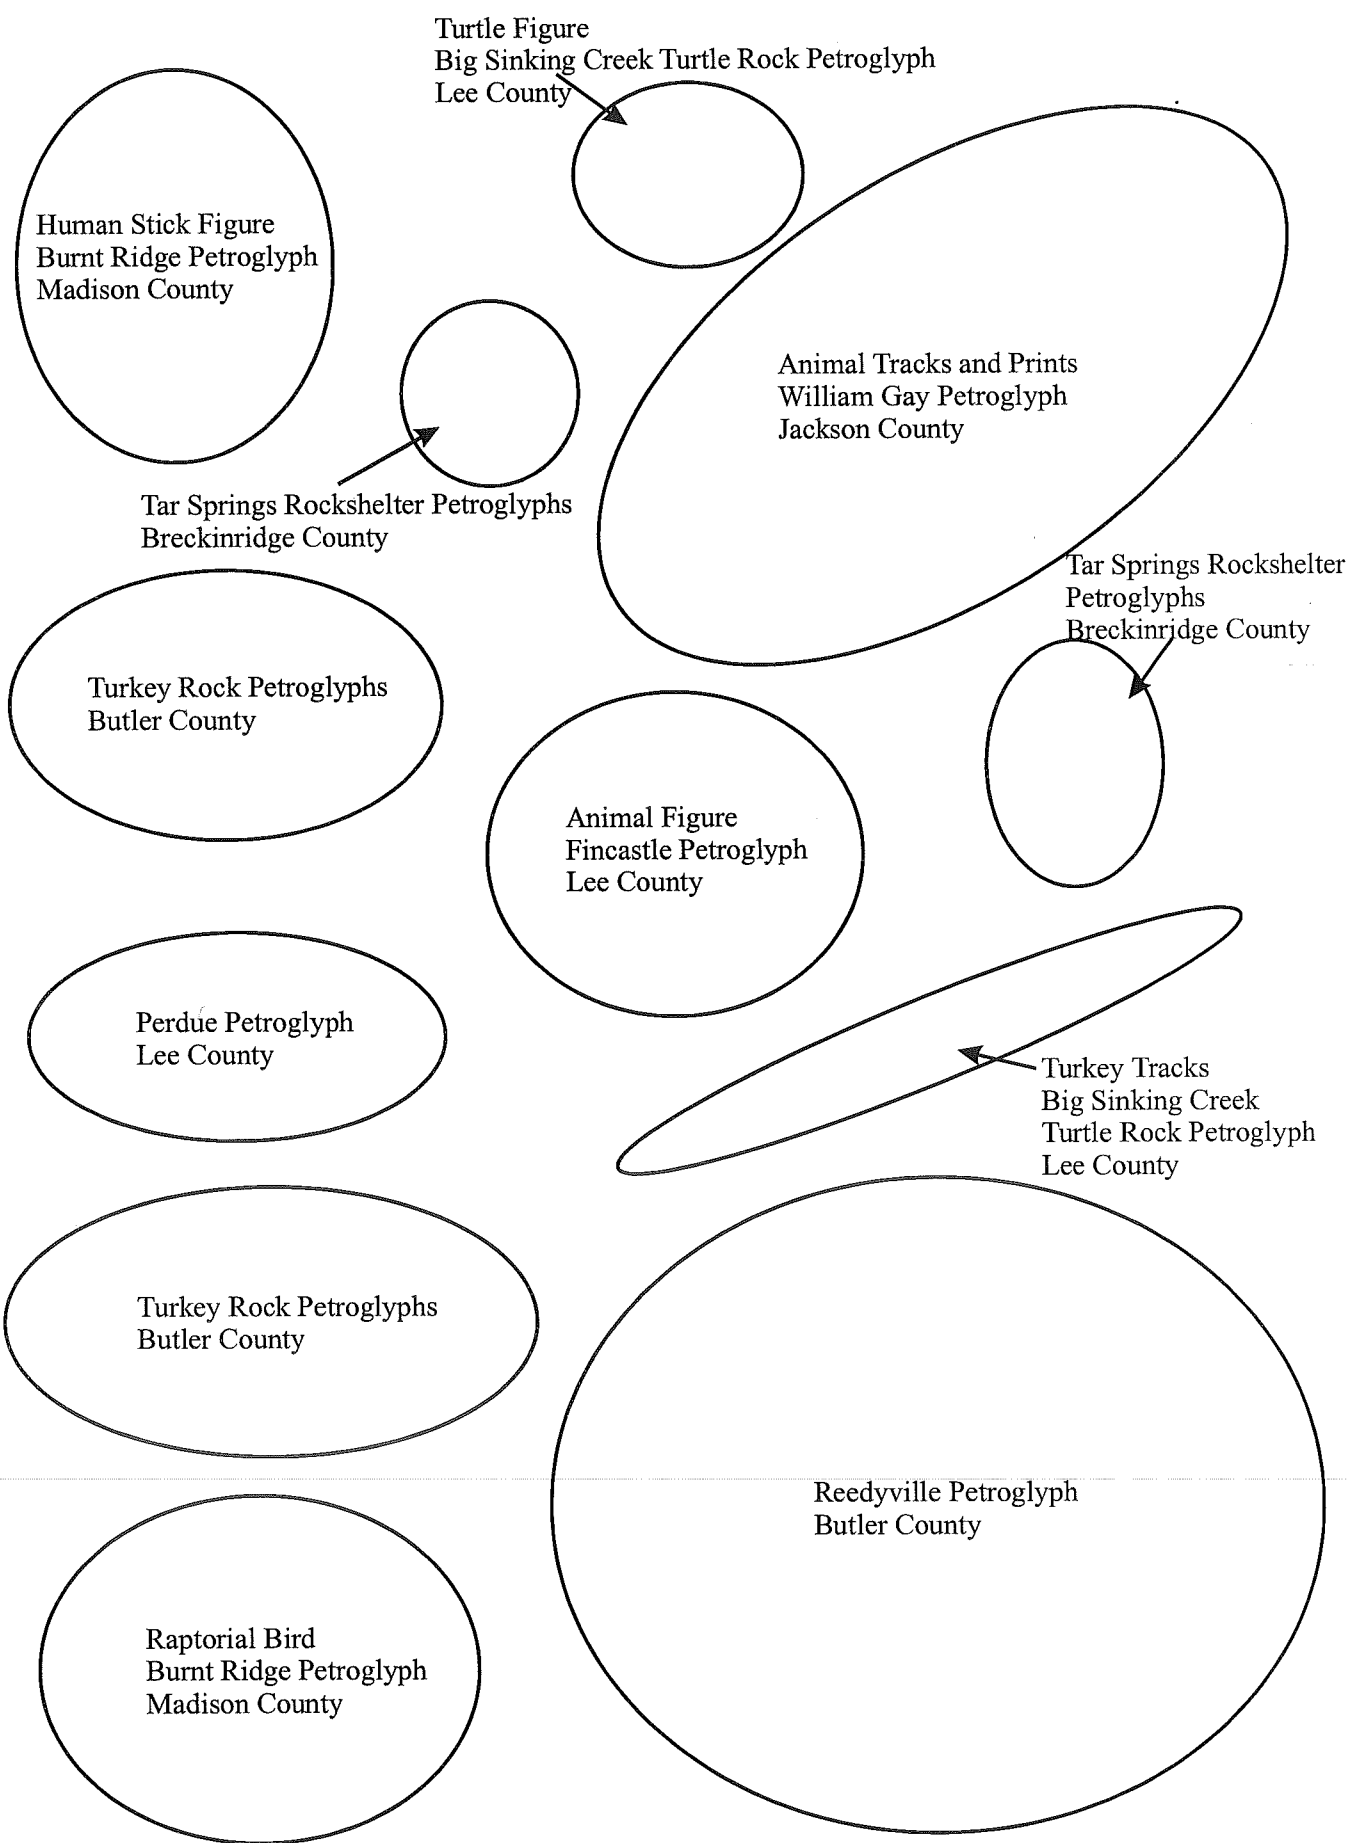 Turtle Figure
Big Sinking Creek Turtle Rock Petroglyph
Lee County
Human Stick Figure
Burnt Ridge Petroglyph
Madison County
Animal Tracks and Prints
William Gay Petroglyph
Jackson County
Tar Springs Rockshelter Petroglyphs
Breckinridge County
Tar Springs Rockshelter
Petroglyphs
Breckinridge County
Turkey Rock Petroglyphs
Butler County
Animal Figure
Fincastle Petroglyph
Lee County
Perdue Petroglyph
Lee County
Turkey Tracks
Big Sinking Creek
Turtle Rock Petroglyph
Lee County
Turkey Rock Petroglyphs
Butler County
Reedyville Petroglyph
Butler County
Raptorial Bird
Burnt Ridge Petroglyph
Madison County